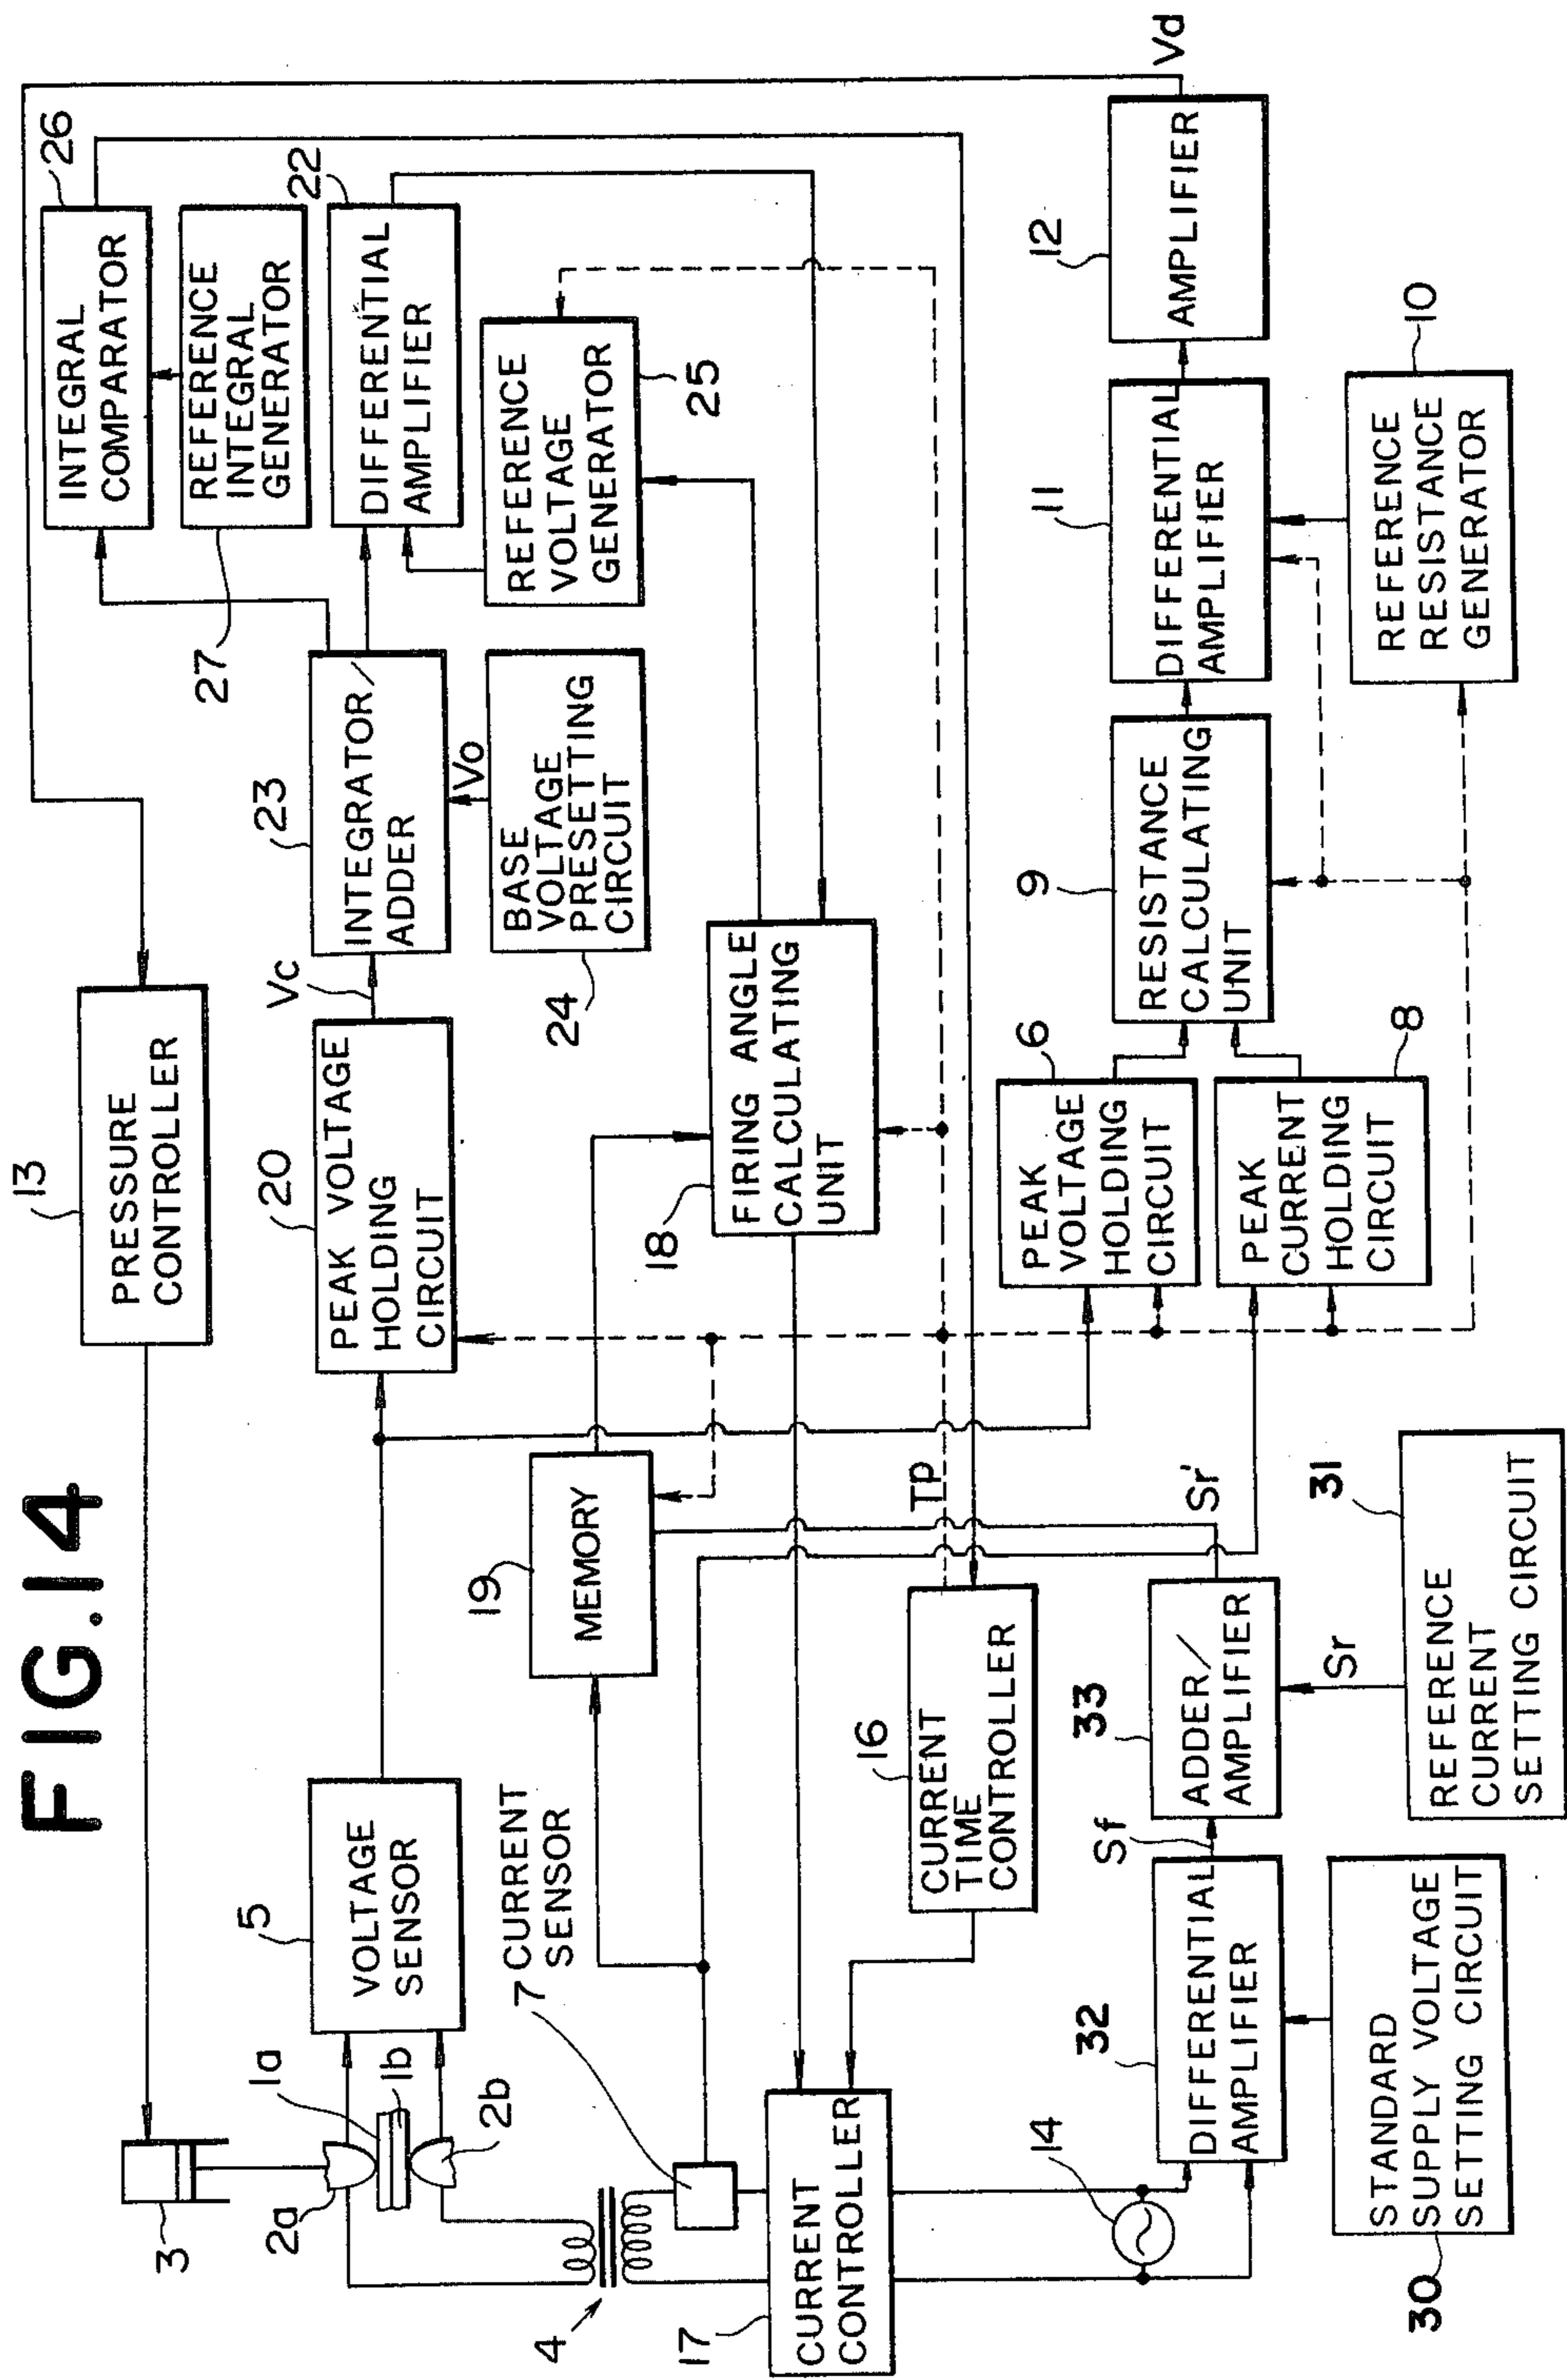 FIG.14
13
PRESSURE
CONTROLLER
26
INTEGRAL
COMPARATOR
REFERENCE
INTEGRAL
GENERATOR
27
22
DIFFERENTIAL
AMPLIFIER
23
INTEGRATOR/
ADDER
Vc
20
PEAK VOLTAGE
HOLDING
CIRCUIT
5
VOLTAGE
SENSOR
3
2a
1a
1b
2b
4
Vo
BASE
VOLTAGE
PRESETTING
CIRCUIT
24
REFERENCE
VOLTAGE
GENERATOR
25
19
MEMORY
7
CURRENT
SENSOR
18
FIRING ANGLE
CALCULATING
UNIT
17
CURRENT
CONTROLLER
16
CURRENT
TIME
CONTROLLER
TP
14
6
PEAK
VOLTAGE
HOLDING
CIRCUIT
PEAK
CURRENT
HOLDING
CIRCUIT
8
9
RESISTANCE
CALCULATING
UNIT
11
DIFFERENTIAL
AMPLIFIER
12
AMPLIFIER
Vd
REFERENCE
RESISTANCE
GENERATOR
10
32
DIFFERENTIAL
AMPLIFIER
Sf
33
ADDER/
AMPLIFIER
Sr'
Sr
31
REFERENCE
CURRENT
SETTING CIRCUIT
STANDARD
SUPPLY VOLTAGE
SETTING CIRCUIT
30